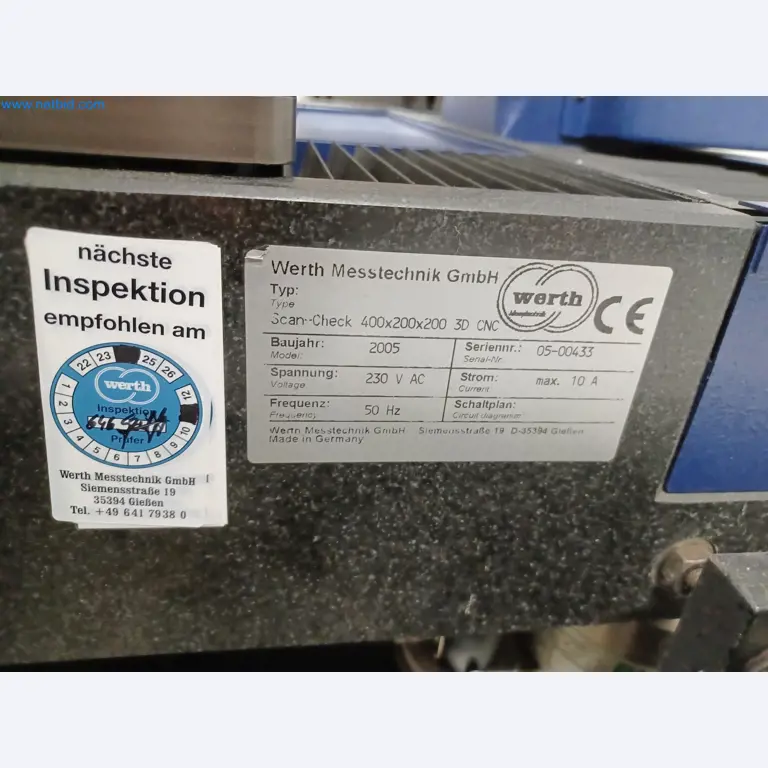 www.netbid.com
nächste
Inspektion
empfohlen am
22 23 25 26
1 2 3 4 5 6 7 8 9 10 12
werth
Inspektion
Prüfer
Werth Messtechnik GmbH
Siemensstraße 19
35394 Gießen
Tel. +49 641 7938 0
Werth Messtechnik GmbH
werth
Messtechnik
CE
Typ:
Type
Scan-Check 400x200x200 3D CNC
Baujahr: 2005 Seriennr.: 05-00433
Model: Serial-Nr.
Spannung: 230 V AC Strom: max. 10 A
Voltage Current:
Frequenz: 50 Hz Schaltplan:
Frequency: Circuit diagramm:
Werth Messtechnik GmbH Siemensstraße 19 D-35394 Gießen
Made in Germany